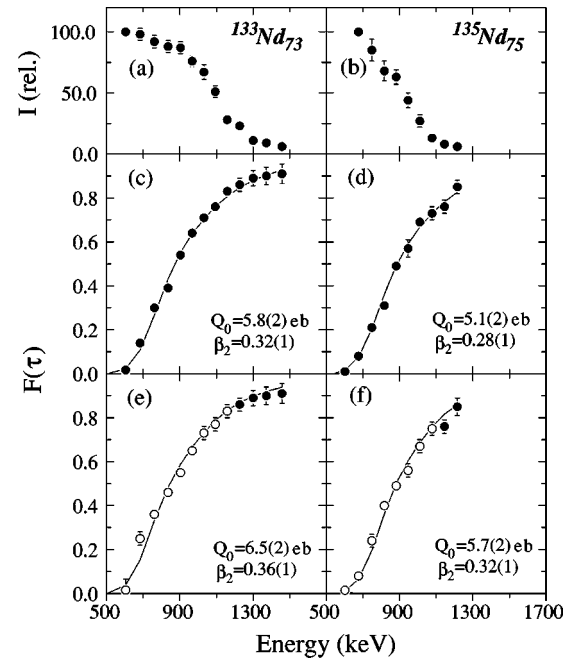 ¹³³Nd₇₃ ¹³⁵Nd₇₅
100.0
(a) (b)
I (rel.)
50.0
0.0
(c) (d)
0.8
0.6
0.4
Q₀=5.8(2) eb Q₀=5.1(2) eb
0.2
β₂=0.32(1) β₂=0.28(1)
0.0
F(τ)
(e) (f)
0.8
0.6
0.4
Q₀=6.5(2) eb Q₀=5.7(2) eb
0.2
β₂=0.36(1) β₂=0.32(1)
0.0
500 900 1300 500 900 1300 1700
Energy (keV)